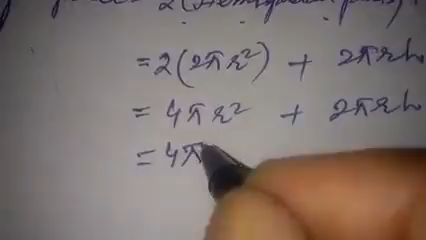 = 2(2πr²) + 2πrh
= 4πr² + 2πrh
= 4π